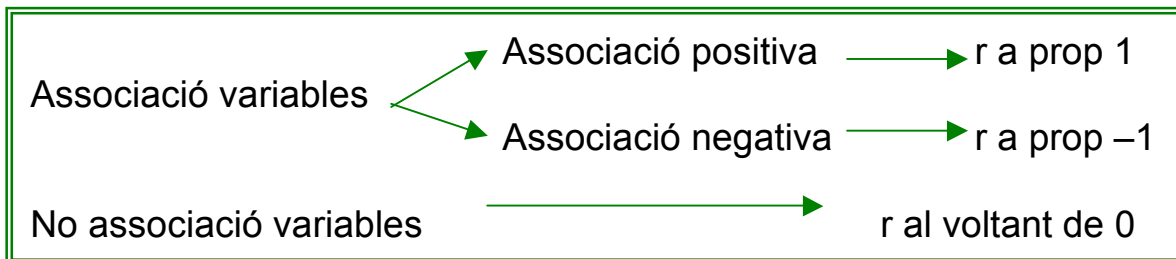 Associació positiva r a prop 1
Associació variables
Associació negativa r a prop –1
No associació variables r al voltant de 0